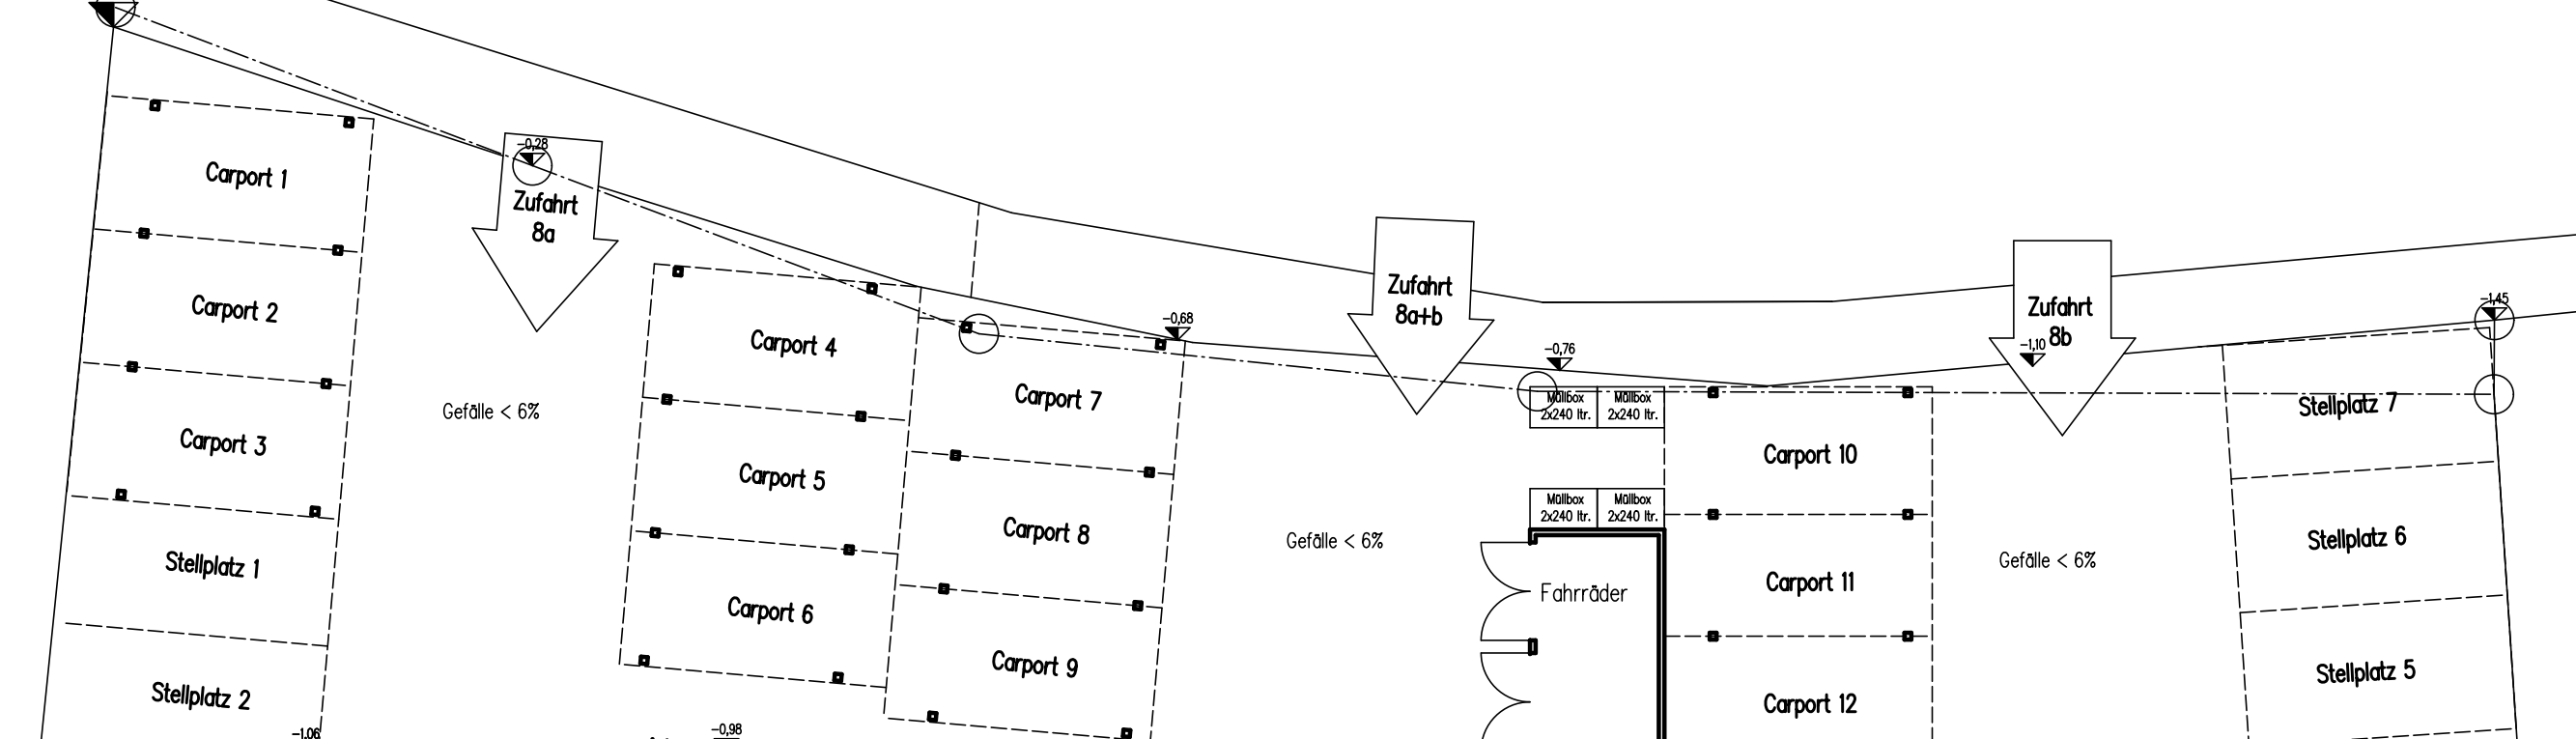 -0,28
Zufahrt
8a
Carport 1
Carport 2
Carport 3
Stellplatz 1
Stellplatz 2
-1,06
Gefälle < 6%
Carport 4
Carport 5
Carport 6
-0,98
Carport 7
Carport 8
Carport 9
-0,68
Zufahrt
8a+b
Gefälle < 6%
-0,76
Müllbox
2x240 ltr.
Müllbox
2x240 ltr.
Müllbox
2x240 ltr.
Müllbox
2x240 ltr.
Fahrräder
Carport 10
Carport 11
Carport 12
Zufahrt
8b
-1,10
Gefälle < 6%
-1,45
Stellplatz 7
Stellplatz 6
Stellplatz 5